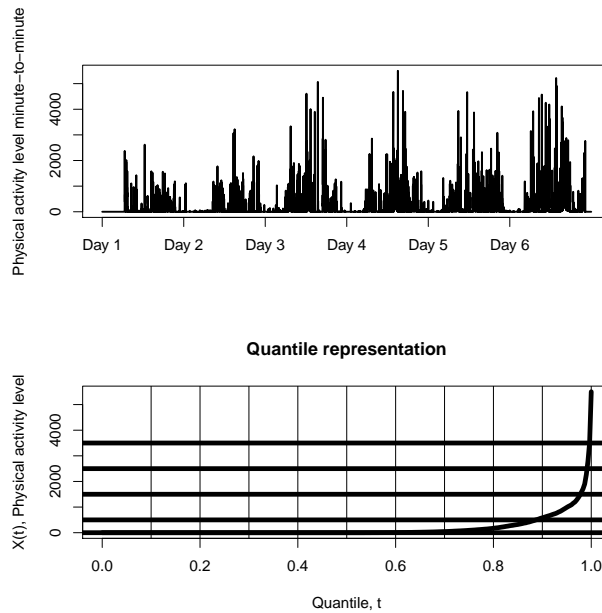 Physical activity level minute−to−minute
4000
2000
0
Day 1 Day 2 Day 3 Day 4 Day 5 Day 6
Quantile representation
X(t), Physical activity level
4000
2000
0
0.0 0.2 0.4 0.6 0.8 1.0
Quantile, t